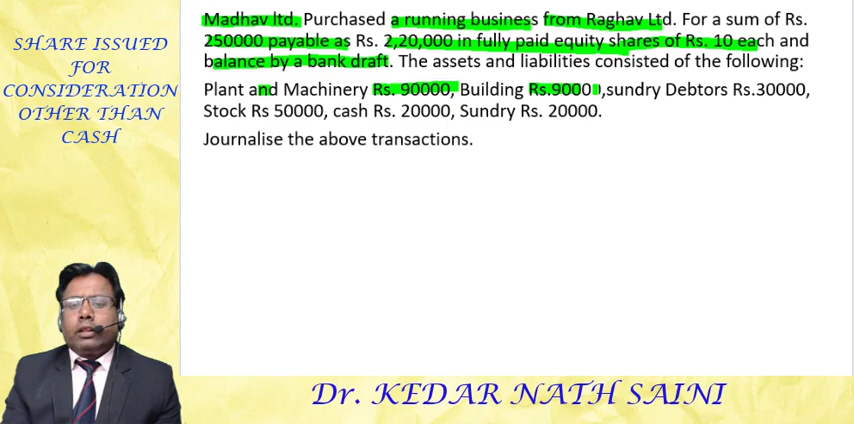 SHARE ISSUED
FOR
CONSIDERATION
OTHER THAN
CASH
Madhav ltd. Purchased a running business from Raghav Ltd. For a sum of Rs.
250000 payable as Rs. 2,20,000 in fully paid equity shares of Rs. 10 each and
balance by a bank draft. The assets and liabilities consisted of the following:
Plant and Machinery Rs. 90000, Building Rs.9000 ,sundry Debtors Rs.30000,
Stock Rs 50000, cash Rs. 20000, Sundry Rs. 20000.
Journalise the above transactions.
Dr. KEDAR NATH SAINI